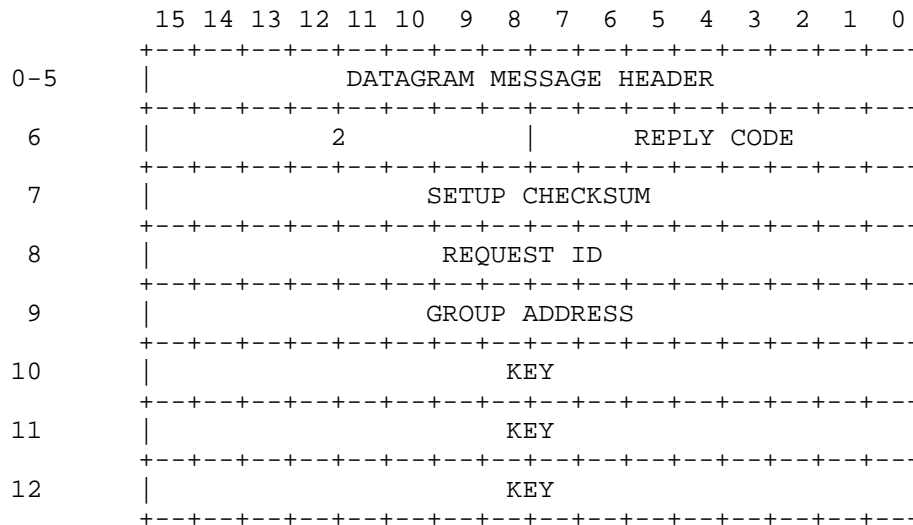 15 14 13 12 11 10 9 8 7 6 5 4 3 2 1 0
+--+--+--+--+--+--+--+--+--+--+--+--+--+--+--+---
0-5 | DATAGRAM MESSAGE HEADER
+--+--+--+--+--+--+--+--+--+--+--+--+--+--+--+---
6 | 2 | REPLY CODE
+--+--+--+--+--+--+--+--+--+--+--+--+--+--+--+---
7 | SETUP CHECKSUM
+--+--+--+--+--+--+--+--+--+--+--+--+--+--+--+---
8 | REQUEST ID
+--+--+--+--+--+--+--+--+--+--+--+--+--+--+--+---
9 | GROUP ADDRESS
+--+--+--+--+--+--+--+--+--+--+--+--+--+--+--+---
10 | KEY
+--+--+--+--+--+--+--+--+--+--+--+--+--+--+--+---
11 | KEY
+--+--+--+--+--+--+--+--+--+--+--+--+--+--+--+---
12 | KEY
+--+--+--+--+--+--+--+--+--+--+--+--+--+--+--+---